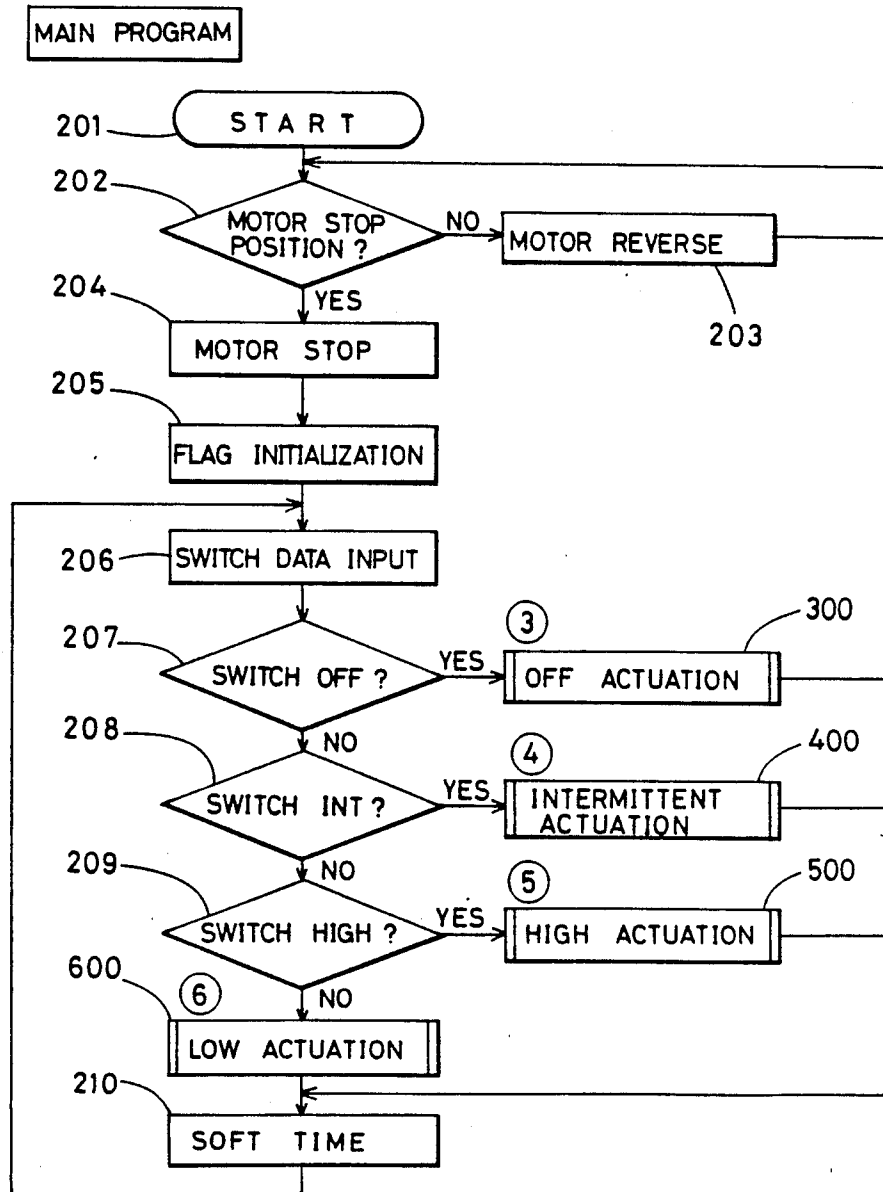 MAIN PROGRAM
201
START
202
MOTOR STOP
POSITION ?
NO
MOTOR REVERSE
203
YES
204
MOTOR STOP
205
FLAG INITIALIZATION
206
SWITCH DATA INPUT
207
SWITCH OFF ?
YES
3
300
OFF ACTUATION
NO
208
SWITCH INT ?
YES
4
400
INTERMITTENT
ACTUATION
NO
209
SWITCH HIGH ?
YES
5
500
HIGH ACTUATION
NO
600
6
LOW ACTUATION
210
SOFT TIME